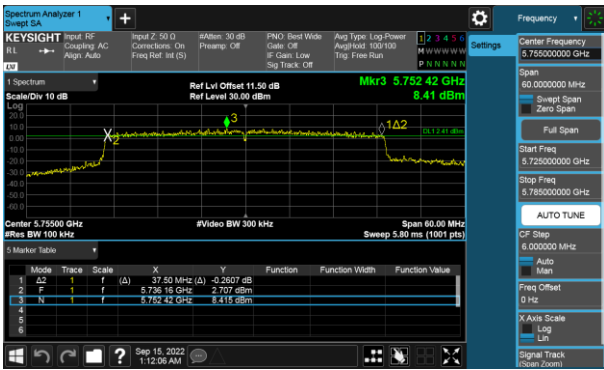 Spectrum Analyzer 1
Swept SA
+
Frequency
KEYSIGHT Input: RF Input Z: 50 Ω #Atten: 30 dB PNO: Best Wide Avg Type: Log-Power 1 2 3 4 5 6
RL Coupling: AC Corrections: On Preamp: Off Gate: Off Avg|Hold: 100/100 M W W W W W
Align: Auto Freq Ref: Int (S) IF Gain: Low Trig: Free Run
Sig Track: Off P N N N N N
LXI
Settings
Center Frequency
5.755000000 GHz
Span
60.0000000 MHz
Swept Span
Zero Span
Full Span
Start Freq
5.725000000 GHz
Stop Freq
5.785000000 GHz
AUTO TUNE
CF Step
6.000000 MHz
Auto
Man
Freq Offset
0 Hz
X Axis Scale
Log
Lin
Signal Track
(Span Zoom)
1 Spectrum
Ref Lvl Offset 11.50 dB Mkr3 5.752 42 GHz
Scale/Div 10 dB Ref Level 30.00 dBm 8.41 dBm
Log
20.0
10.0
0.00
-10.0
-20.0
-30.0
-40.0
-50.0
-60.0
X2
3
1Δ2
DL1 2.41 dBm
Center 5.75500 GHz #Video BW 300 kHz Span 60.00 MHz
#Res BW 100 kHz Sweep 5.80 ms (1001 pts)
5 Marker Table
Mode Trace Scale X Y Function Function Width Function Value
1 Δ2 1 f (Δ) 37.50 MHz (Δ) -0.2607 dB
2 F 1 f 5.736 16 GHz 2.707 dBm
3 N 1 f 5.752 42 GHz 8.415 dBm
4
5
6
?
Sep 15, 2022
1:12:06 AM